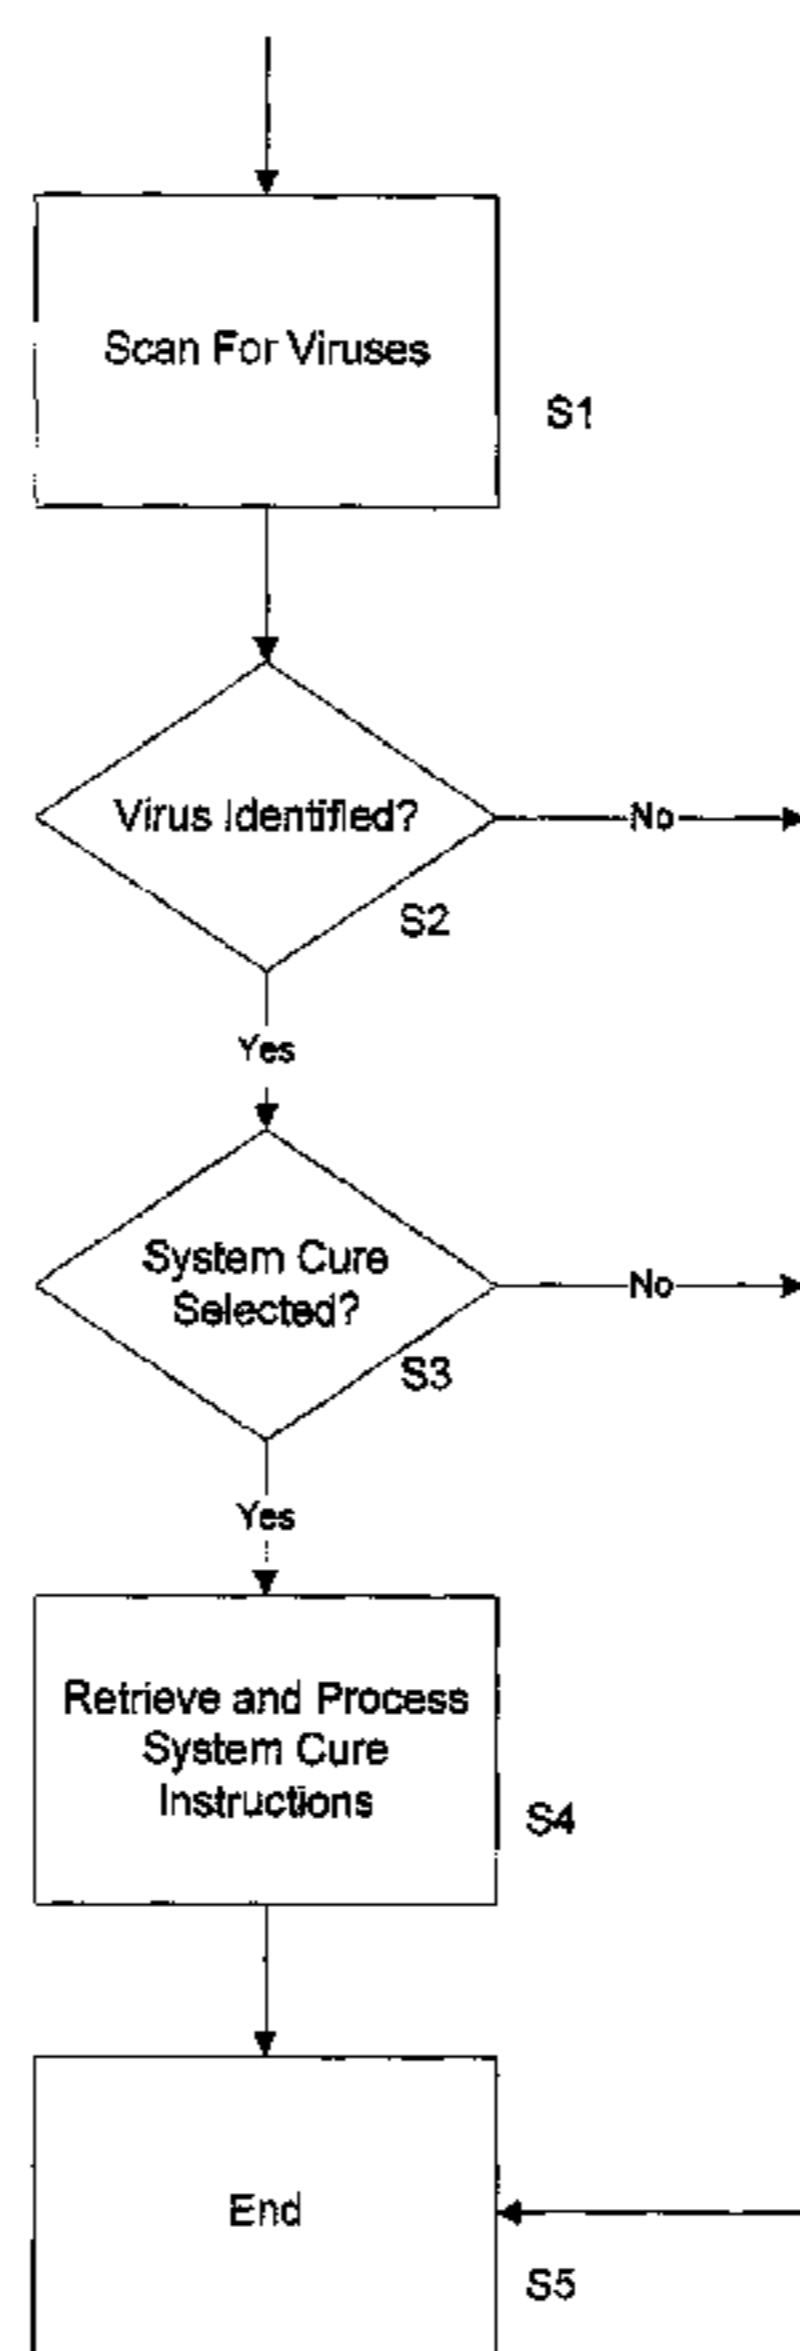 Scan For Viruses
S1
Virus Identified?
No
S2
Yes
System Cure
Selected?
No
S3
Yes
Retrieve and Process
System Cure
Instructions
S4
End
S5